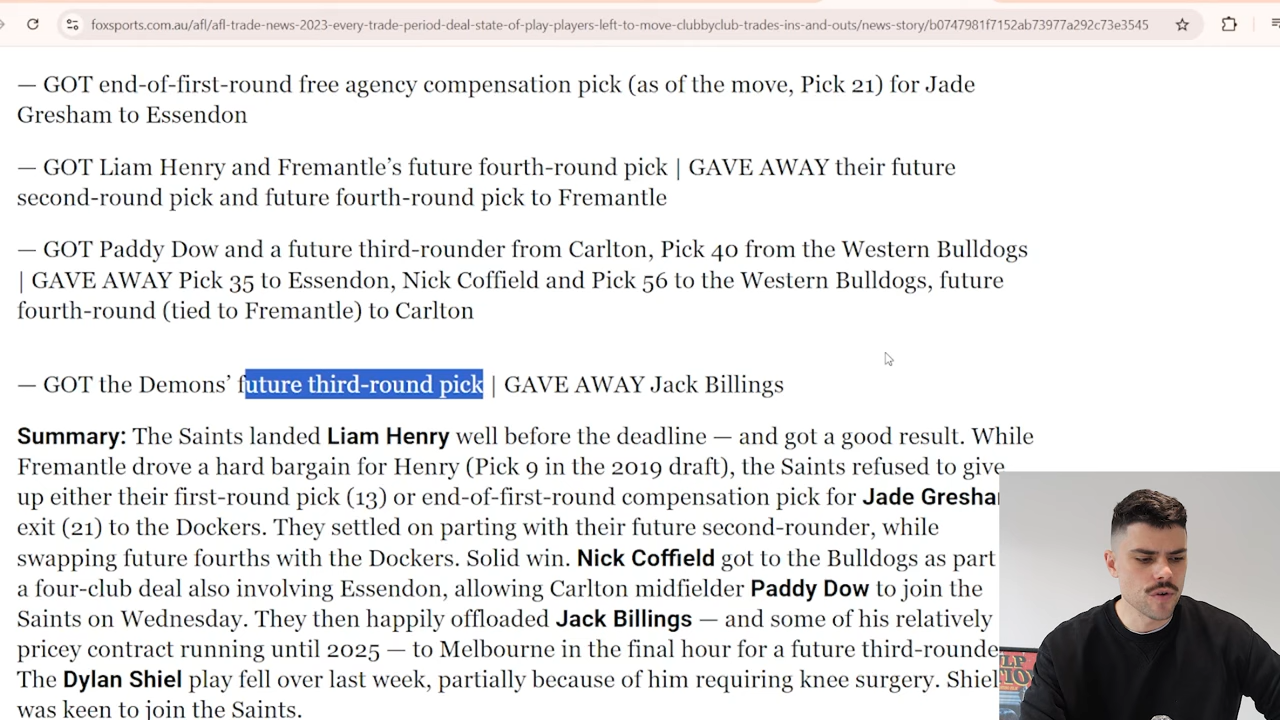 foxsports.com.au/afl/afl-trade-news-2023-every-trade-period-deal-state-of-play-players-left-to-move-clubbyclub-trades-ins-and-outs/news-story/b0747981f7152ab73977a292c73e3545
— GOT end-of-first-round free agency compensation pick (as of the move, Pick 21) for Jade
Gresham to Essendon
— GOT Liam Henry and Fremantle’s future fourth-round pick | GAVE AWAY their future
second-round pick and future fourth-round pick to Fremantle
— GOT Paddy Dow and a future third-rounder from Carlton, Pick 40 from the Western Bulldogs
| GAVE AWAY Pick 35 to Essendon, Nick Coffield and Pick 56 to the Western Bulldogs, future
fourth-round (tied to Fremantle) to Carlton
— GOT the Demons’ future third-round pick | GAVE AWAY Jack Billings
Summary: The Saints landed Liam Henry well before the deadline — and got a good result. While
Fremantle drove a hard bargain for Henry (Pick 9 in the 2019 draft), the Saints refused to give
up either their first-round pick (13) or end-of-first-round compensation pick for Jade Gresha
exit (21) to the Dockers. They settled on parting with their future second-rounder, while
swapping future fourths with the Dockers. Solid win. Nick Coffield got to the Bulldogs as part
a four-club deal also involving Essendon, allowing Carlton midfielder Paddy Dow to join the
Saints on Wednesday. They then happily offloaded Jack Billings — and some of his relatively
pricey contract running until 2025 — to Melbourne in the final hour for a future third-rounde
The Dylan Shiel play fell over last week, partially because of him requiring knee surgery. Shiel
was keen to join the Saints.